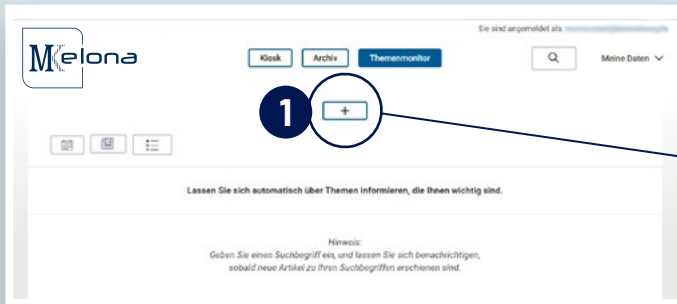 Sie sind angemeldet als
Melona
Kiosk Archiv Themenmonitor Meine Daten
1 +
Lassen Sie sich automatisch über Themen informieren, die Ihnen wichtig sind.
Hinweis:
Geben Sie einen Suchbegriff ein, und lassen Sie sich benachrichtigen,
sobald neue Artikel zu Ihren Suchbegriffen erschienen sind.